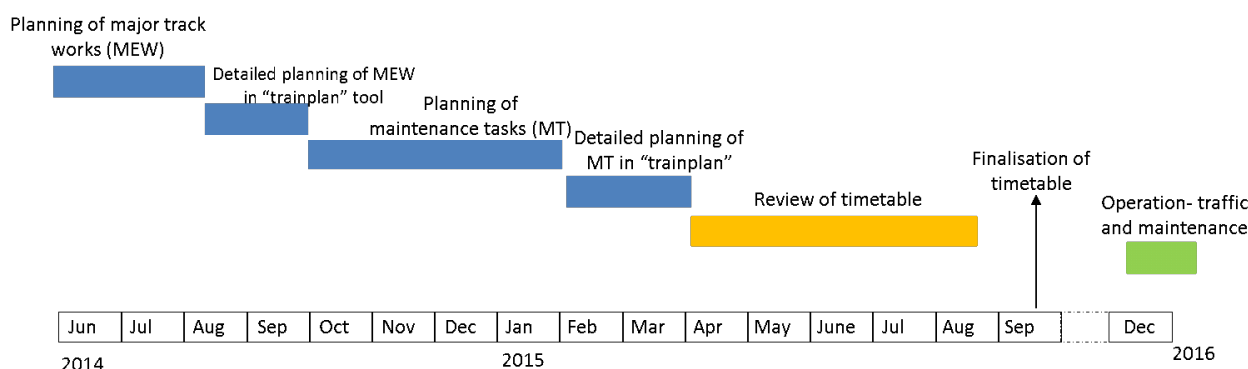 Planning of major track
works (MEW)
Detailed planning of MEW
in “trainplan” tool
Planning of
maintenance tasks (MT)
Detailed planning of
MT in “trainplan”
Review of timetable
Finalisation of
timetable
Operation- traffic
and maintenance
Jun Jul Aug Sep Oct Nov Dec Jan Feb Mar Apr May June Jul Aug Sep Dec
2014 2015 2016